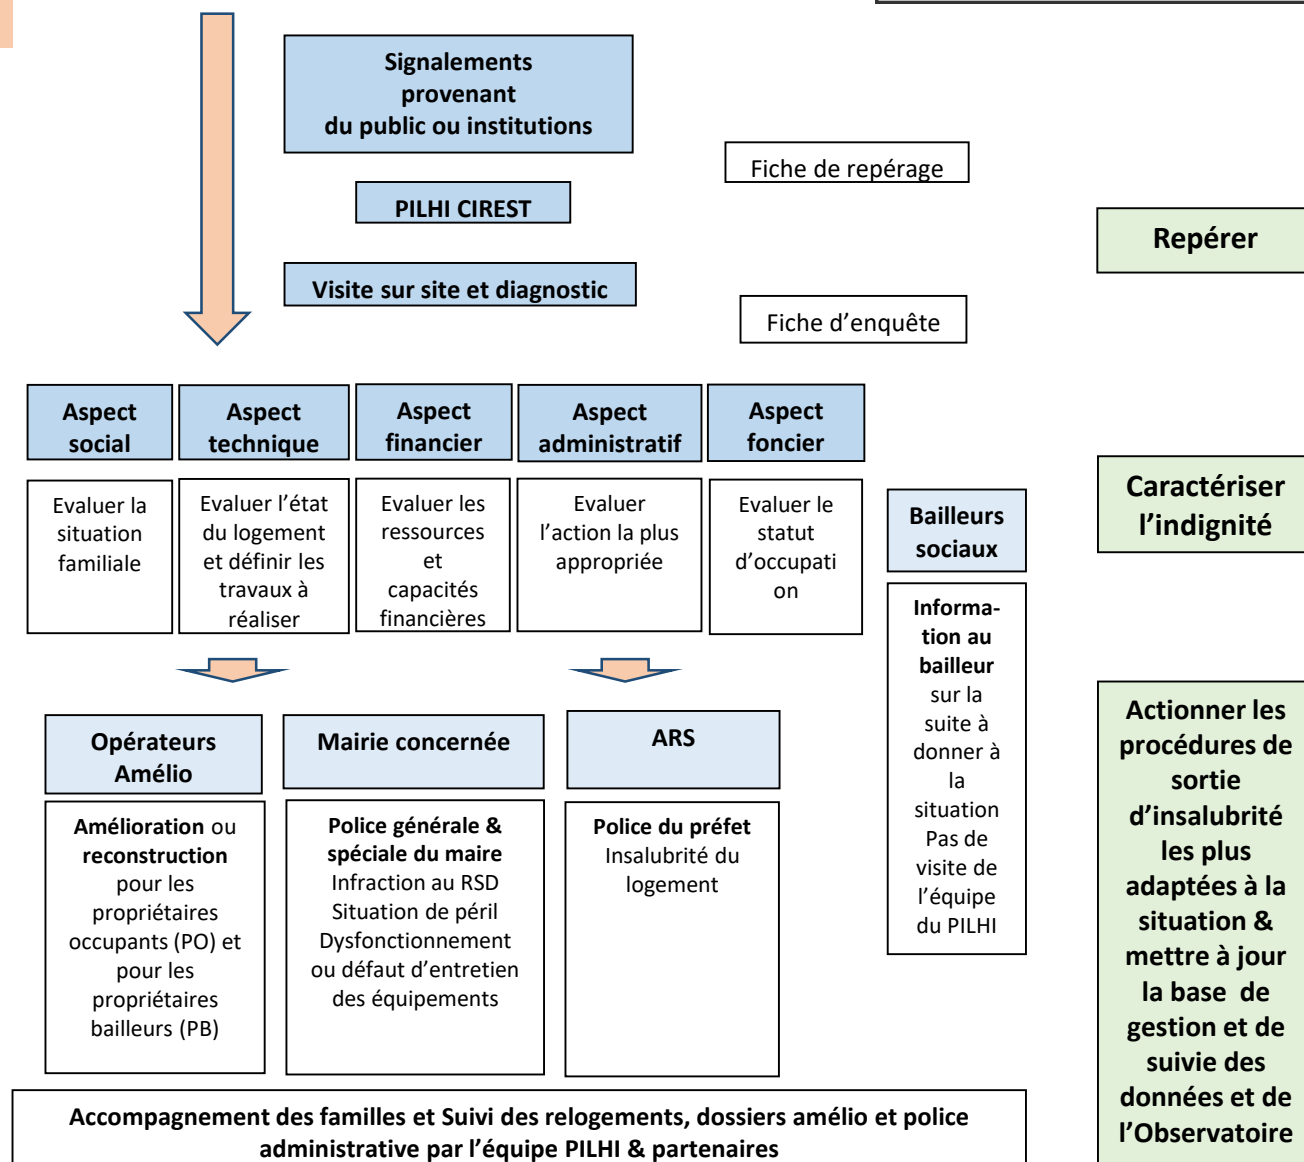 Signalements
provenant
du public ou institutions
Fiche de repérage
PILHI CIREST
Repérer
Visite sur site et diagnostic
Fiche d’enquête
Aspect
social
Aspect
technique
Aspect
financier
Aspect
administratif
Aspect
foncier
Evaluer la
situation
familiale
Evaluer l’état
du logement
et définir les
travaux à
réaliser
Evaluer les
ressources
et
capacités
financières
Evaluer
l’action la plus
appropriée
Evaluer le
statut
d’occupati
on
Bailleurs
sociaux
Informa-
tion au
bailleur
sur la
suite à
donner à
la
situation
Pas de
visite de
l’équipe
du PILHI
Caractériser
l’indignité
Opérateurs
Amélio
Mairie concernée
ARS
Amélioration ou
reconstruction
pour les
propriétaires
occupants (PO) et
pour les
propriétaires
bailleurs (PB)
Police générale &
spéciale du maire
Infraction au RSD
Situation de péril
Dysfonctionnement
ou défaut d’entretien
des équipements
Police du préfet
Insalubrité du
logement
Actionner les
procédures de
sortie
d’insalubrité
les plus
adaptées à la
situation &
mettre à jour
la base de
gestion et de
suivie des
données et de
l’Observatoire
Accompagnement des familles et Suivi des relogements, dossiers amélio et police
administrative par l’équipe PILHI & partenaires